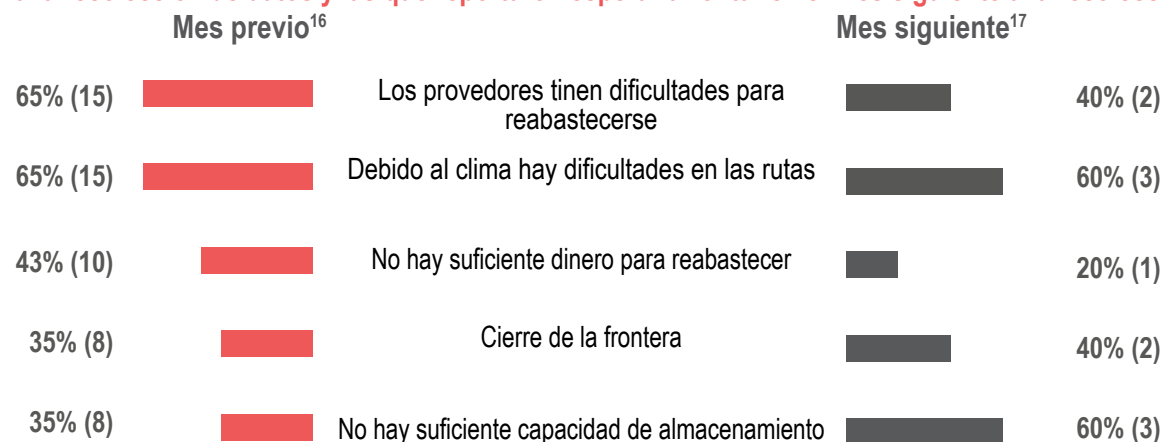 Mes previo16
Mes siguiente17
65% (15)
Los provedores tinen dificultades para
reabastecerse
40% (2)
65% (15)
Debido al clima hay dificultades en las rutas
60% (3)
43% (10)
No hay suficiente dinero para reabastecer
20% (1)
35% (8)
Cierre de la frontera
40% (2)
35% (8)
No hay suficiente capacidad de almacenamiento
60% (3)